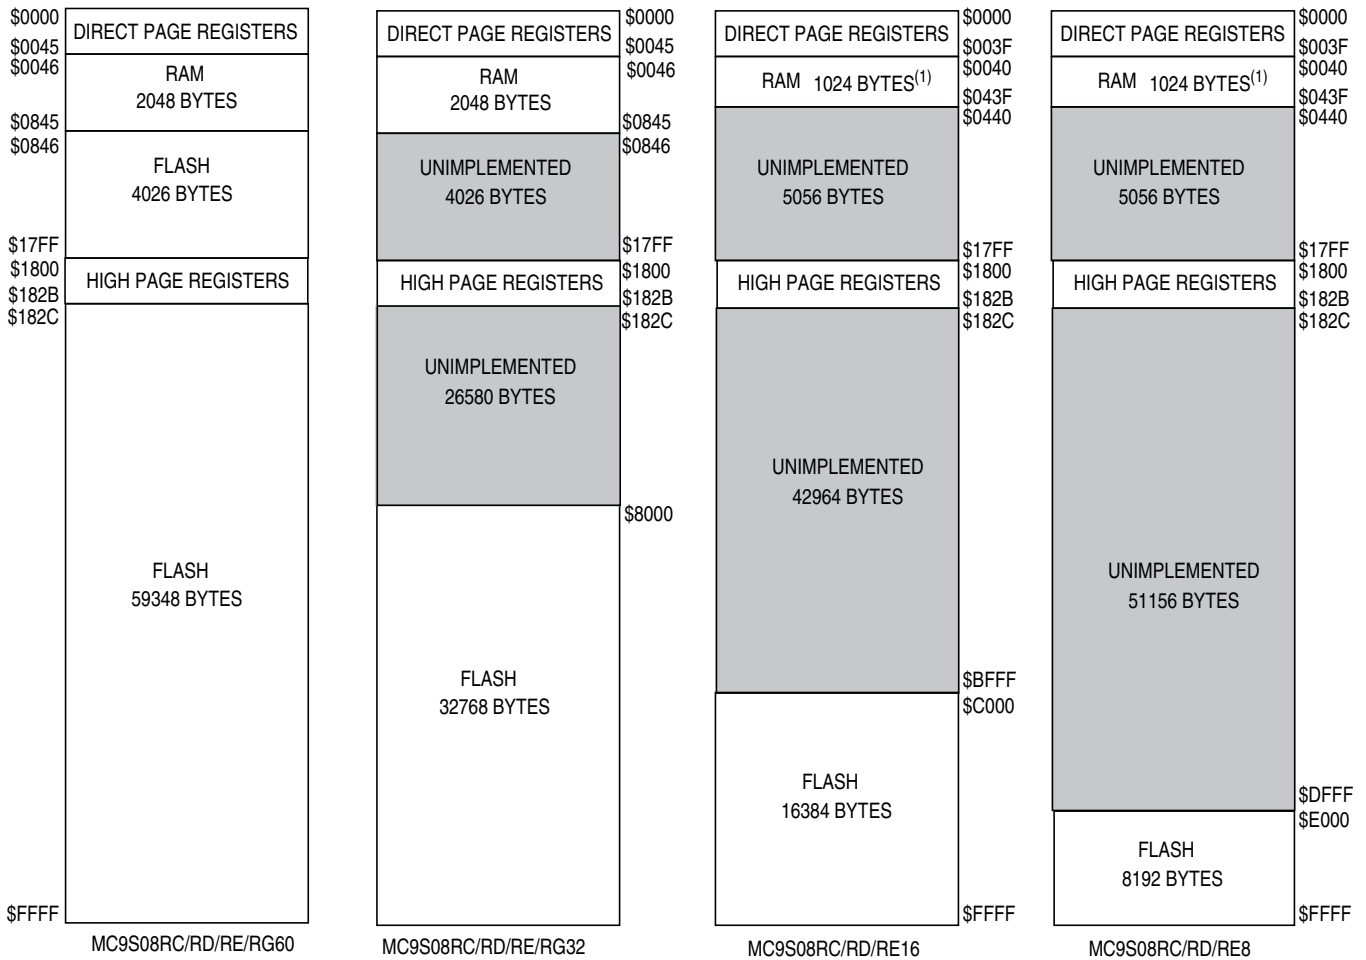 $0000
DIRECT PAGE REGISTERS
$0045
$0046
RAM
2048 BYTES
$0845
$0846
FLASH
4026 BYTES
$17FF
$1800
HIGH PAGE REGISTERS
$182B
$182C
FLASH
59348 BYTES
$FFFF
MC9S08RC/RD/RE/RG60
$0000
DIRECT PAGE REGISTERS
$0045
$0046
RAM
2048 BYTES
$0845
$0846
UNIMPLEMENTED
4026 BYTES
$17FF
$1800
HIGH PAGE REGISTERS
$182B
$182C
UNIMPLEMENTED
26580 BYTES
$8000
FLASH
32768 BYTES
MC9S08RC/RD/RE/RG32
$0000
DIRECT PAGE REGISTERS
$003F
$0040
RAM 1024 BYTES(1)
$043F
$0440
UNIMPLEMENTED
5056 BYTES
$17FF
$1800
HIGH PAGE REGISTERS
$182B
$182C
UNIMPLEMENTED
42964 BYTES
$BFFF
$C000
FLASH
16384 BYTES
$FFFF
MC9S08RC/RD/RE16
$0000
DIRECT PAGE REGISTERS
$003F
$0040
RAM 1024 BYTES(1)
$043F
$0440
UNIMPLEMENTED
5056 BYTES
$17FF
$1800
HIGH PAGE REGISTERS
$182B
$182C
UNIMPLEMENTED
51156 BYTES
$DFFF
$E000
FLASH
8192 BYTES
$FFFF
MC9S08RC/RD/RE8